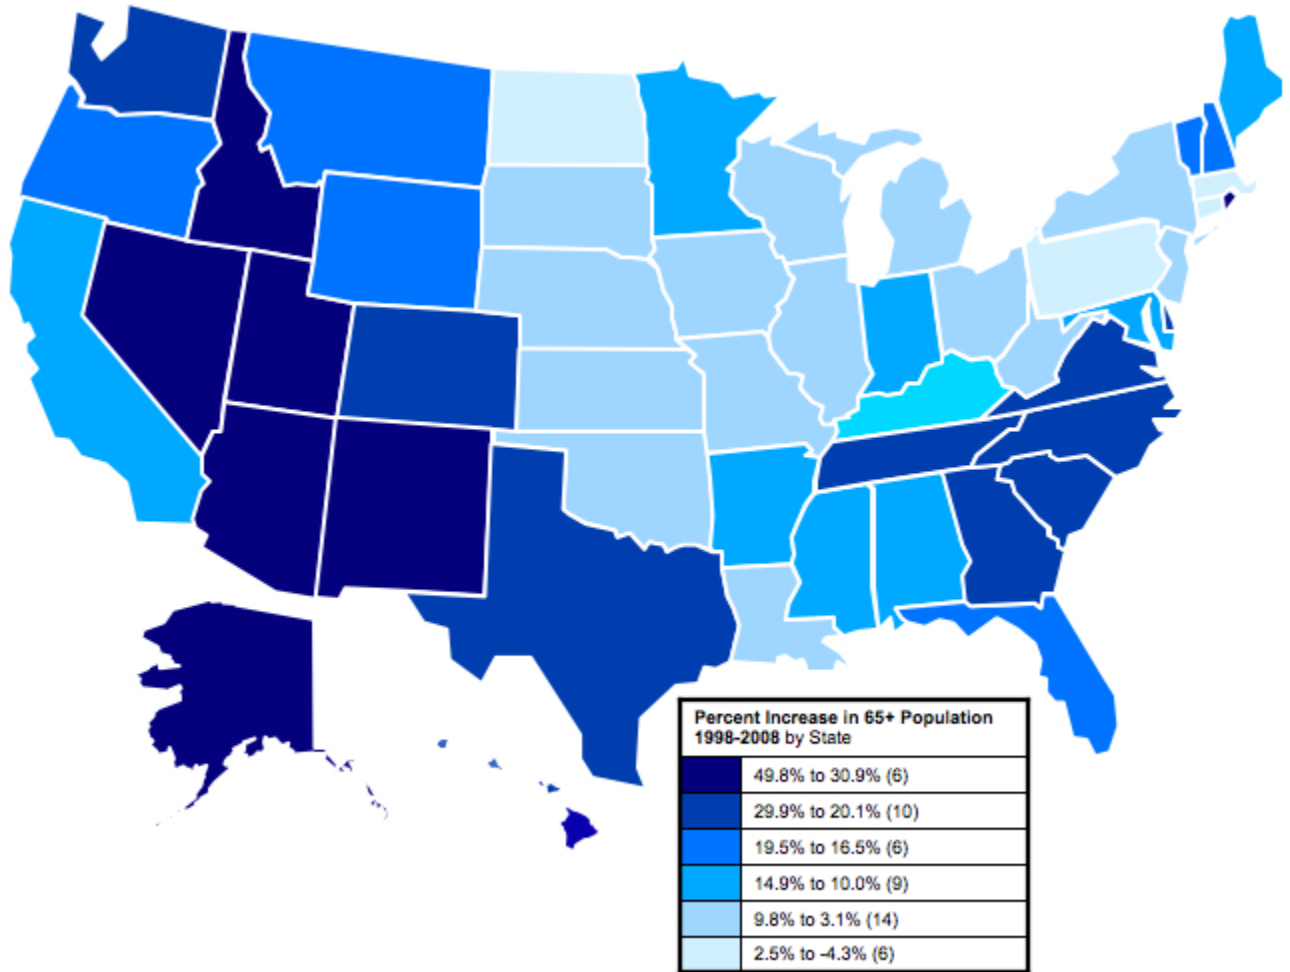 Percent Increase in 65+ Population
1998-2008 by State
49.8% to 30.9% (6)
29.9% to 20.1% (10)
19.5% to 16.5% (6)
14.9% to 10.0% (9)
9.8% to 3.1% (14)
2.5% to -4.3% (6)